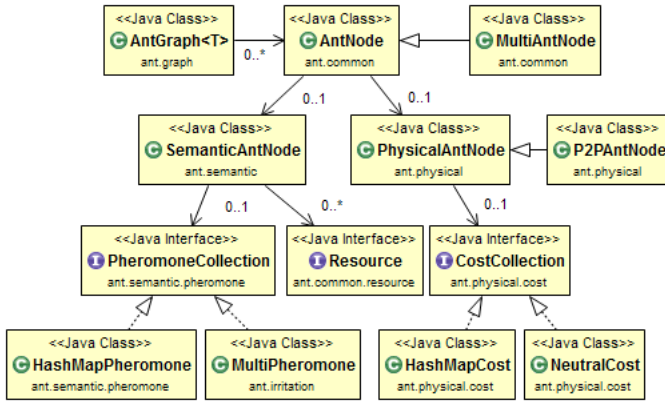 <<Java Class>>
AntGraph<T>
ant.graph
0..*
<<Java Class>>
AntNode
ant.common
<<Java Class>>
MultiAntNode
ant.common
0..1
0..1
<<Java Class>>
SemanticAntNode
ant.semantic
<<Java Class>>
PhysicalAntNode
ant.physical
<<Java Class>>
P2PAntNode
ant.physical
0..1
0..*
0..1
<<Java Interface>>
PheromoneCollection
ant.semantic.pheromone
<<Java Interface>>
Resource
ant.common.resource
<<Java Interface>>
CostCollection
ant.physical.cost
<<Java Class>>
HashMapPheromone
ant.semantic.pheromone
<<Java Class>>
MultiPheromone
ant.irritation
<<Java Class>>
HashMapCost
ant.physical.cost
<<Java Class>>
NeutralCost
ant.physical.cost